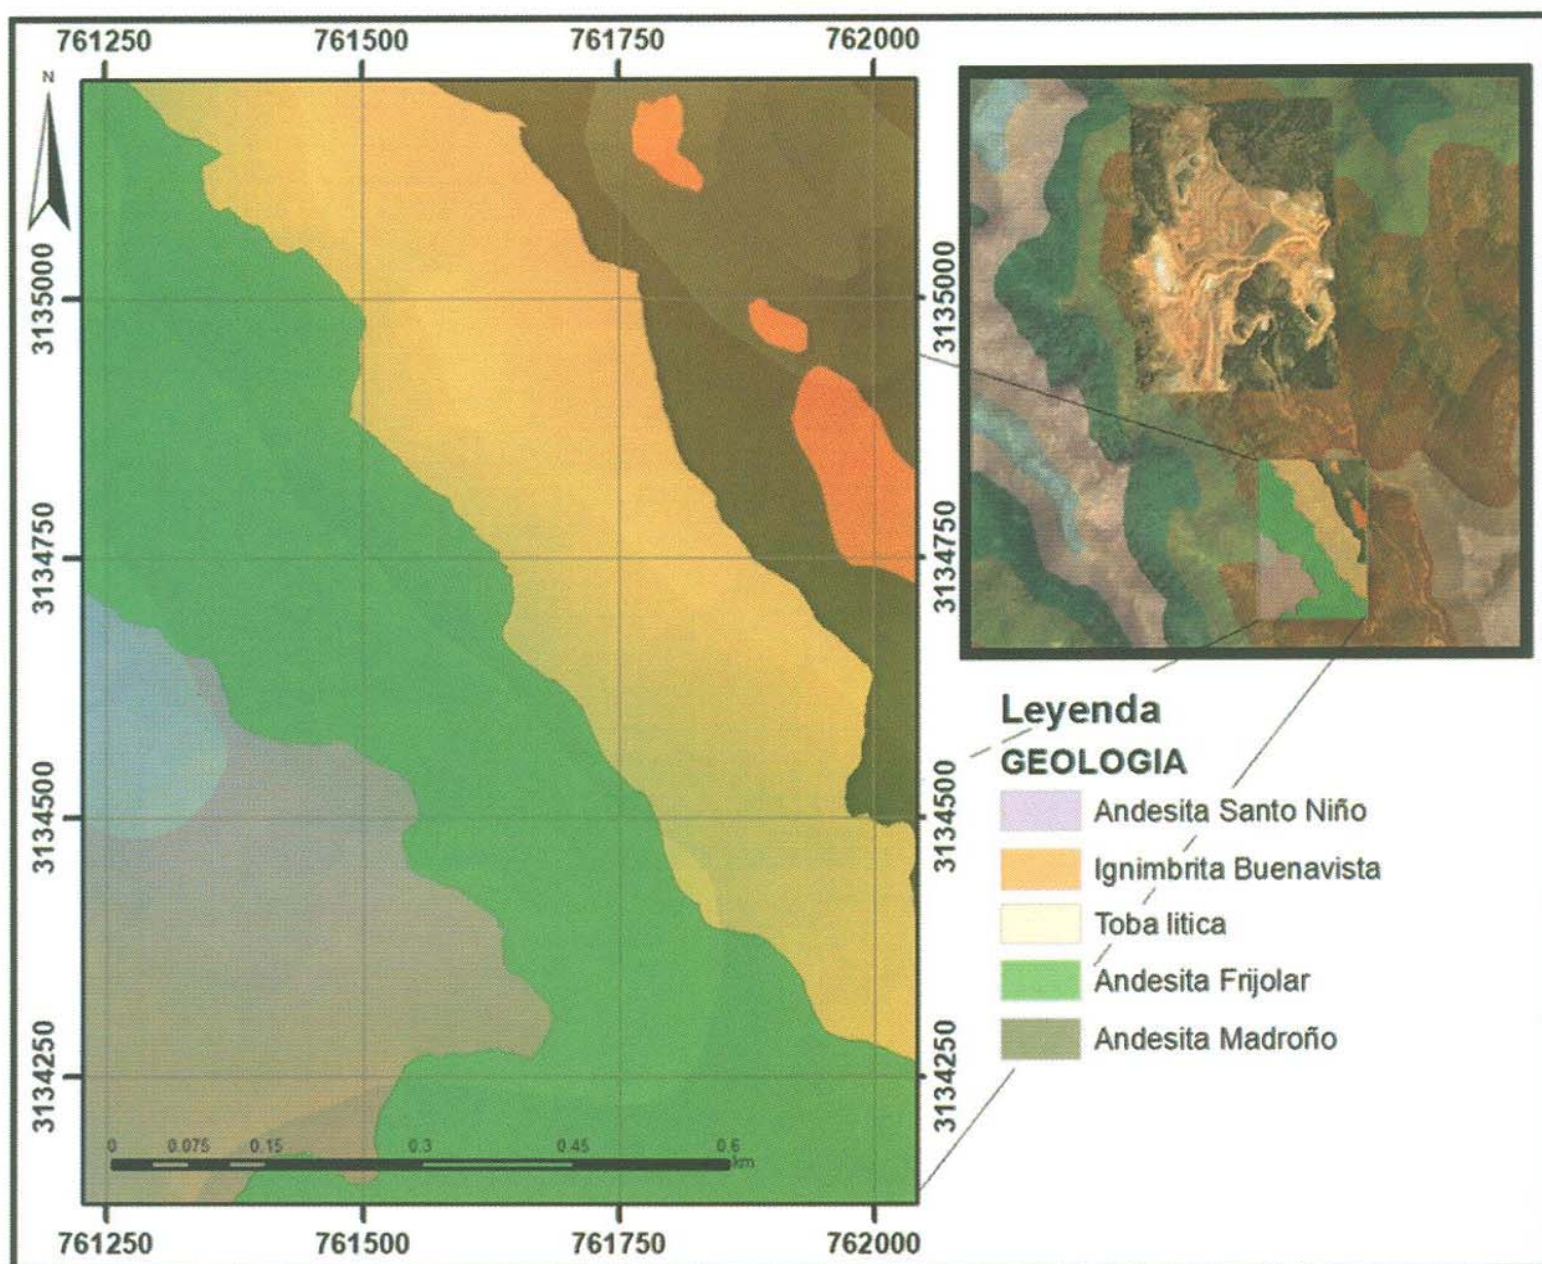 761250 761500 761750 762000
N
3135000 3135000
3134750 3134750
3134500 3134500
3134250 3134250
0 0.075 0.15 0.3 0.45 0.6
km
761250 761500 761750 762000
Leyenda
GEOLOGIA
Andesita Santo Niño
Ignimbrita Buenavista
Toba litica
Andesita Frijolar
Andesita Madroño